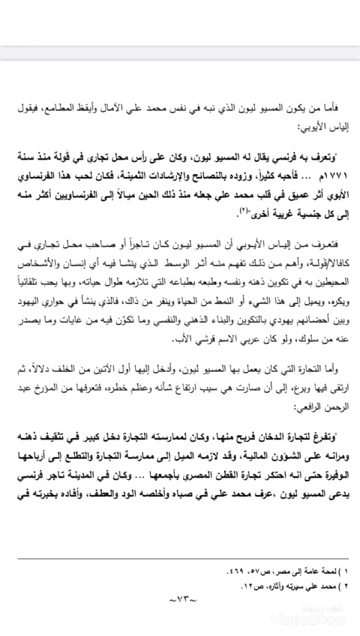 فأما من يكون المسيو ليون الذي نبه في نفس محمد علي الآمال وأيقظ المطامع، فيقول
إلياس الأيوبي:
"وتعرف به فرنسي يقال له المسيو ليون، وكان على رأس محل تجاري في قولة منذ سنة
١٧٧١م ... فأحبه كثيراً، وزوده بالنصائح والإرشادات الثمينة، فكان لحب هذا الفرنساوي
الأبوي أثر عميق في قلب محمد علي جعله منذ ذلك الحين ميالاً إلى الفرنساويين أكثر منه
إلى كل جنسية غربية أخرى"(٢).
فتعرف من إلياس الأيوبي أن المسيو ليون كان تاجراً أو صاحب محل تجاري في
كافالا/قولة، وأهم من ذلك تفهم منه أثر الوسط الذي ينشأ فيه أي إنسان والأشخاص
المحيطين به في تكوين ذهنه ونفسه وطبعه بطباعه التي تلازمه طوال حياته، وبها يحب تلقائياً
ويكره، ويميل إلى هذا الشيء أو النمط من الحياة وينفر من ذاك، فالذي ينشأ في حواري اليهود
وبين أحضانهم يهودي بالتكوين والبناء الذهني والنفسي وما تكوّن فيه من غايات وما يصدر
عنه من سلوك، ولو كان عربي الاسم قرشي الأب.
وأما التجارة التي كان يعمل بها المسيو ليون، وأدخل إليها أول الآتين من الخلف دلالاً، ثم
ارتقى فيها وبرع، إلى أن صارت هي سبب ارتفاع شأنه وعظم خطره، فتعرفها من المؤرخ عبد
الرحمن الرافعي:
"وتفرغ لتجارة الدخان فربح منها، وكان لممارسته التجارة دخل كبير في تثقيف ذهنه
ومرانه على الشؤون المالية، وقد لازمه الميل إلى ممارسة التجارة والتطلع إلى أرباحها
الوفيرة حتى انه احتكر تجارة القطن المصري بأجمعها ... وكان في المدينة تاجر فرنسي
يدعى المسيو ليون ،عرف محمد علي في صباه وأخلصه الود والعطف، وأفاده بخبرته في
١ ) لمحة عامة إلى مصر، ص٥٧، ٤٦٩.
٢ ) محمد علي سيرته وآثاره، ص١٢.
~٧٣~
VideoShow